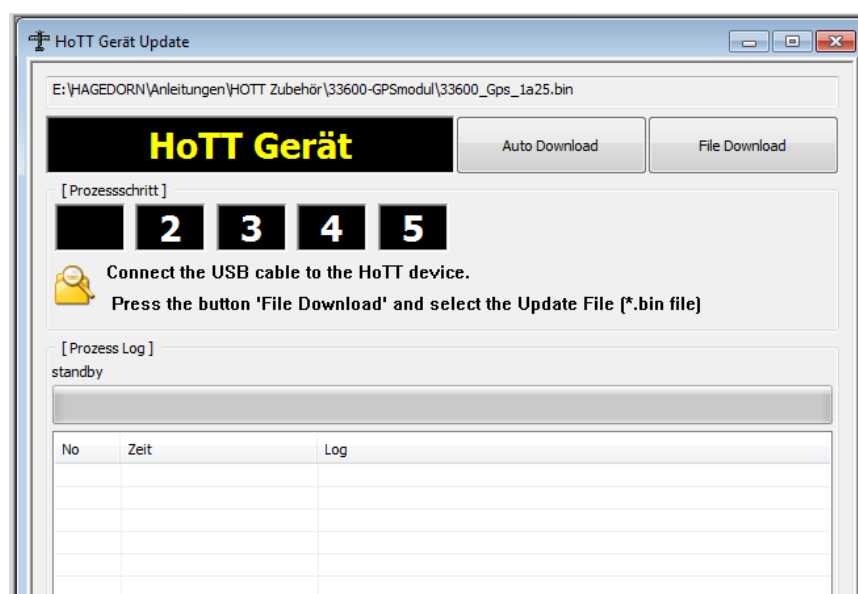 HoTT Gerät Update
E:\HAGEDORN\Anleitungen\HOTT Zubehör\33600-GPSmodul\33600_Gps_1a25.bin
HoTT Gerät
Auto Download
File Download
[ Prozessschritt ]
2 3 4 5
Connect the USB cable to the HoTT device.
Press the button 'File Download' and select the Update File (*.bin file)
[ Prozess Log ]
standby
No Zeit Log